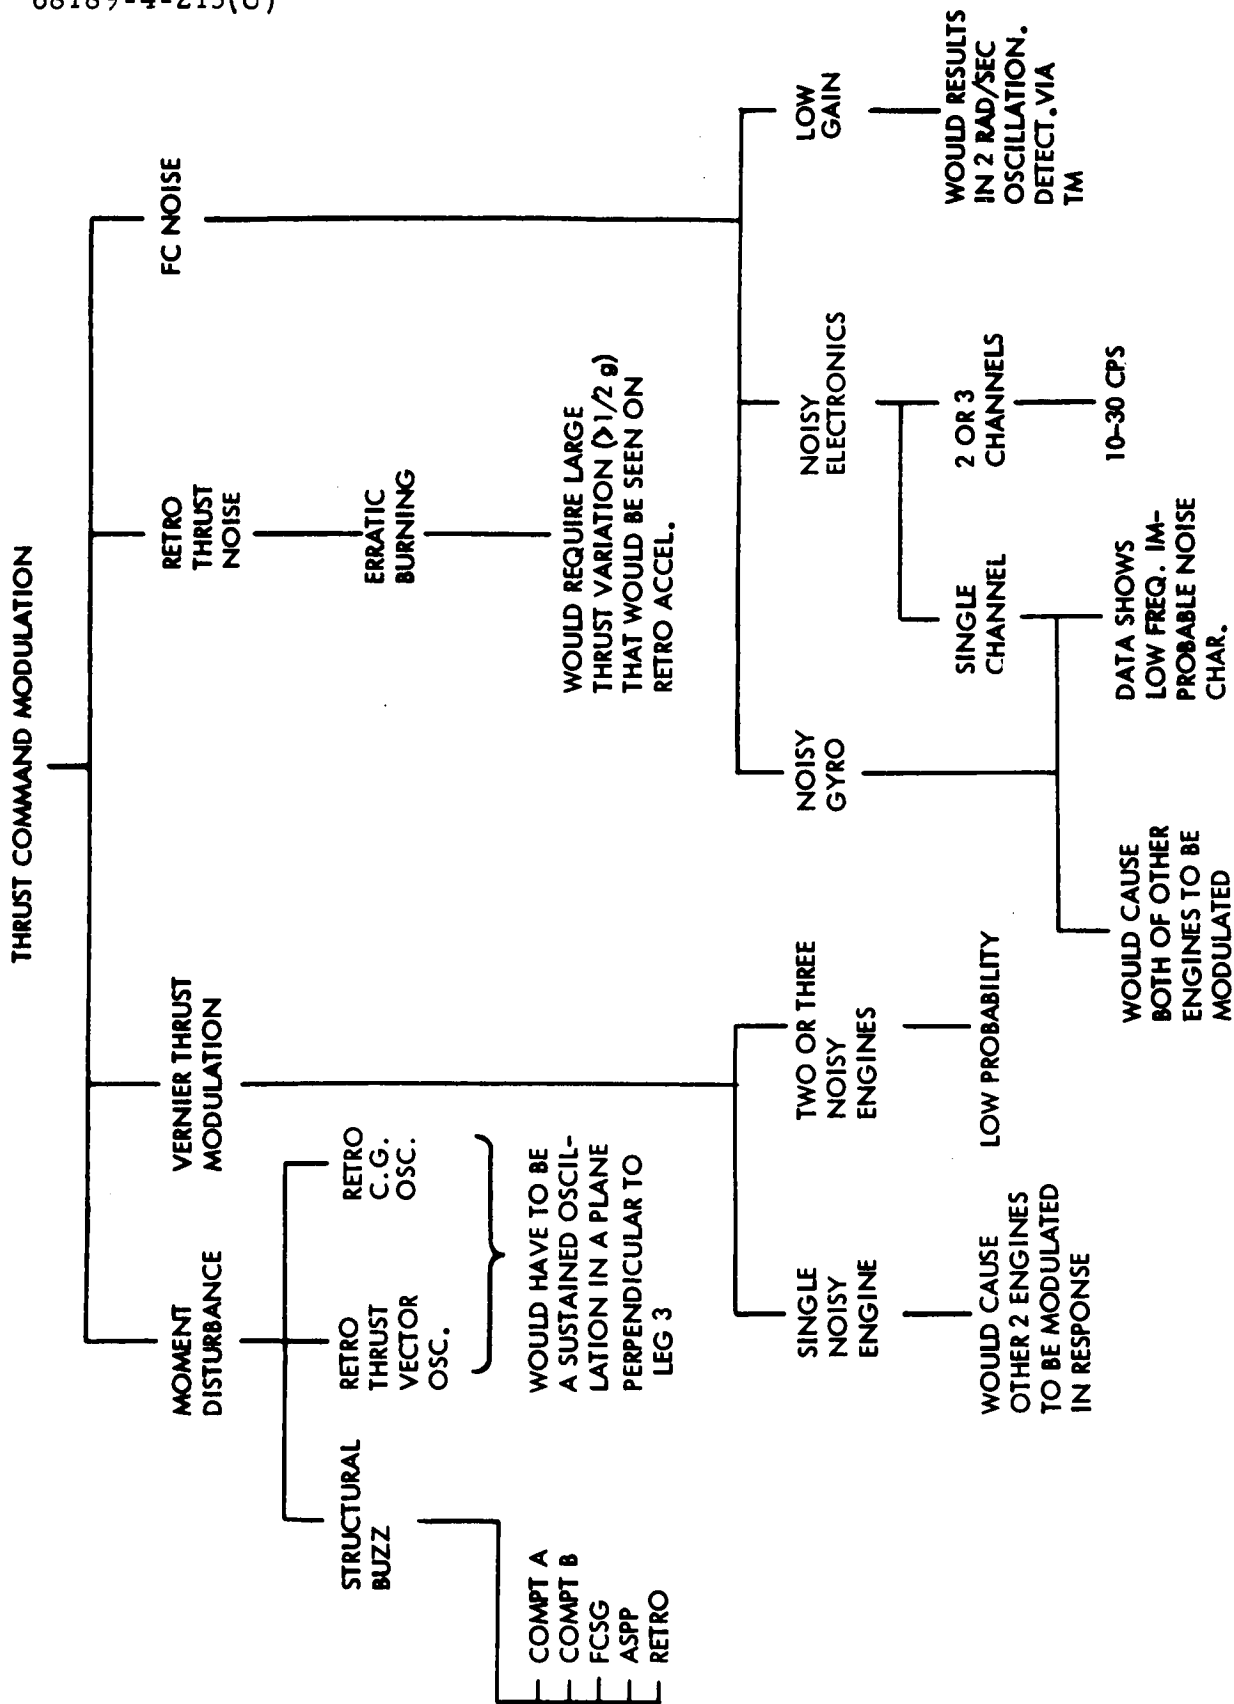 68189-4-215(U)
THRUST COMMAND MODULATION
MOMENT
DISTURBANCE
VERNIER THRUST
MODULATION
RETRO
THRUST
NOISE
FC NOISE
STRUCTURAL
BUZZ
RETRO
THRUST
VECTOR
OSC.
RETRO
C.G.
OSC.
ERRATIC
BURNING
COMPT A
COMPT B
FCSG
ASPP
RETRO
WOULD HAVE TO BE
A SUSTAINED OSCIL-
LATION IN A PLANE
PERPENDICULAR TO
LEG 3
WOULD REQUIRE LARGE
THRUST VARIATION (>1/2 g)
THAT WOULD BE SEEN ON
RETRO ACCEL.
SINGLE
NOISY
ENGINE
TWO OR THREE
NOISY
ENGINES
NOISY
GYRO
NOISY
ELECTRONICS
LOW
GAIN
WOULD CAUSE
OTHER 2 ENGINES
TO BE MODULATED
IN RESPONSE
LOW PROBABILITY
SINGLE
CHANNEL
2 OR 3
CHANNELS
WOULD RESULTS
IN 2 RAD/SEC
OSCILLATION.
DETECT.VIA
TM
WOULD CAUSE
BOTH OF OTHER
ENGINES TO BE
MODULATED
DATA SHOWS
LOW FREQ. IM-
PROBABLE NOISE
CHAR.
10-30 CPS